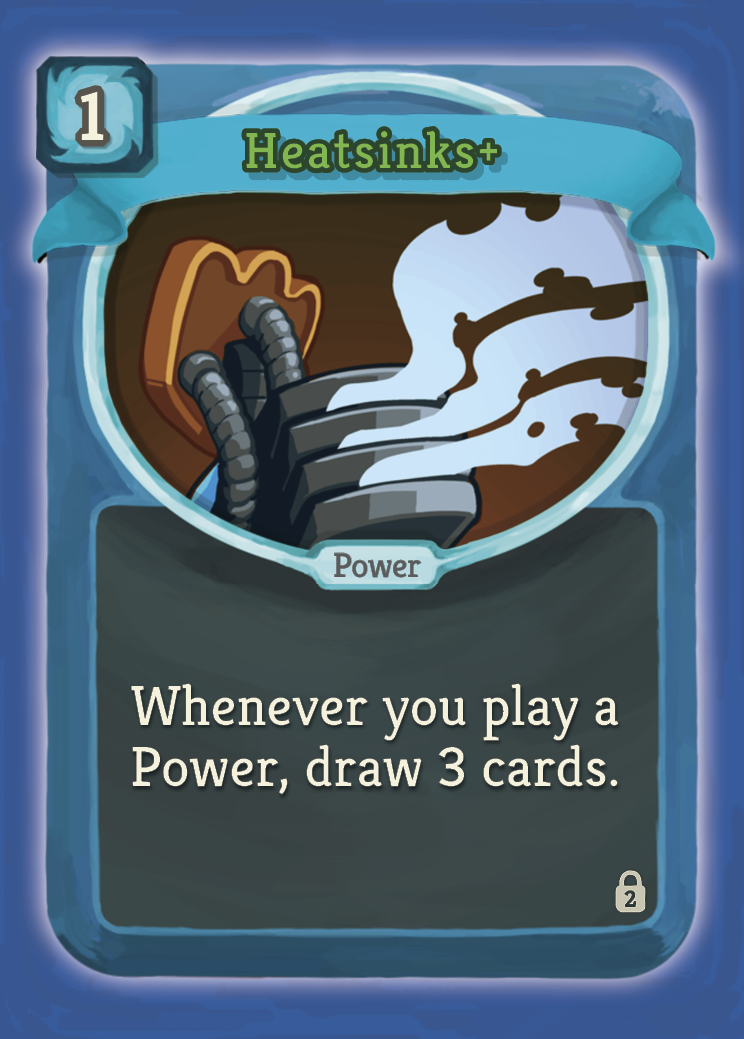 1
Heatsinks+
Power
Whenever you play a
Power, draw 3 cards.
2